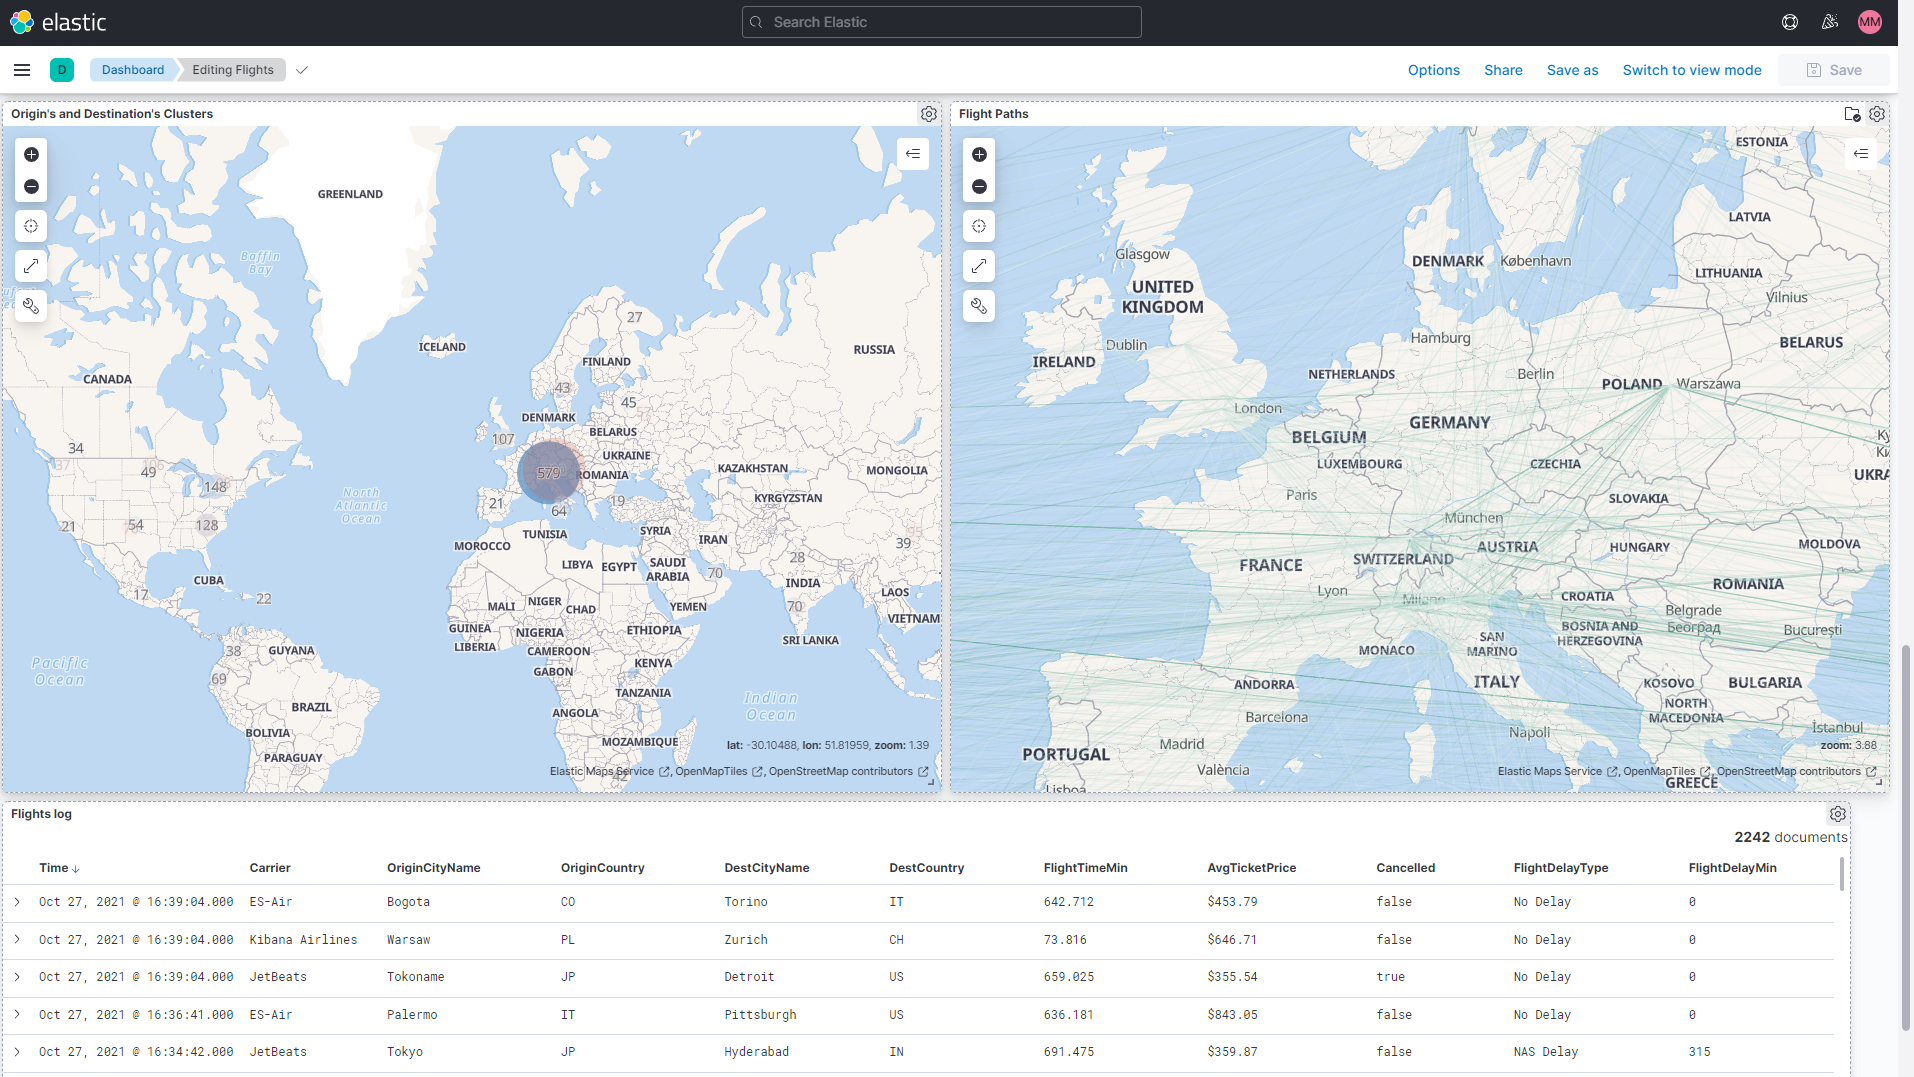 elastic
Search Elastic
MM
D
Dashboard
Editing Flights
Options
Share
Save as
Switch to view mode
Save
Origin's and Destination's Clusters
GREENLAND
Baffin
Bay
27
ICELAND
FINLAND
RUSSIA
CANADA
43
45
DENMARK
BELARUS
107
34
37
49
UKRAINE
579
ROMANIA
KAZAKHSTAN
MONGOLIA
148
North
Atlantic
Ocean
21
64
19
KYRGYZSTAN
21
54
128
TUNISIA
SYRIA
IRAN
39
MOROCCO
28
LIBYA
EGYPT
SAUDI
ARABIA
70
INDIA
CUBA
17
22
MALI
NIGER
CHAD
YEMEN
70
LAOS
VIETNAM
GUINEA
NIGERIA
ETHIOPIA
SRI LANKA
LIBERIA
CAMEROON
38
GUYANA
GABON
KENYA
Pacific
Ocean
69
TANZANIA
Indian
Ocean
BRAZIL
ANGOLA
BOLIVIA
MOZAMBIQUE
PARAGUAY
42
lat: -30.10488, lon: 51.81959, zoom: 1.39
Elastic Maps Service , OpenMapTiles , OpenStreetMap contributors
Flight Paths
ESTONIA
LATVIA
Glasgow
DENMARK
København
LITHUANIA
UNITED
KINGDOM
Vilnius
Dublin
Hamburg
BELARUS
IRELAND
NETHERLANDS
Berlin
POLAND
Warszawa
London
GERMANY
BELGIUM
LUXEMBOURG
CZECHIA
UKRA
Paris
SLOVAKIA
München
FRANCE
SWITZERLAND
AUSTRIA
HUNGARY
MOLDOVA
Lyon
Milano
CROATIA
ROMANIA
Belgrade
Београд
BOSNIA AND
HERZEGOVINA
București
SAN
MARINO
MONACO
ANDORRA
ITALY
KOSOVO
BULGARIA
NORTH
MACEDONIA
Barcelona
Napoli
İstanbul
Madrid
PORTUGAL
València
GREECE
Lisboa
zoom: 3.88
Elastic Maps Service , OpenMapTiles , OpenStreetMap contributors
Flights log
2242 documents
Time Carrier OriginCityName OriginCountry DestCityName DestCountry FlightTimeMin AvgTicketPrice Cancelled FlightDelayType FlightDelayMin
Oct 27, 2021 @ 16:39:04.000 ES-Air Bogota CO Torino IT 642.712 $453.79 false No Delay 0
Oct 27, 2021 @ 16:39:04.000 Kibana Airlines Warsaw PL Zurich CH 73.816 $646.71 false No Delay 0
Oct 27, 2021 @ 16:39:04.000 JetBeats Tokoname JP Detroit US 659.025 $355.54 true No Delay 0
Oct 27, 2021 @ 16:36:41.000 ES-Air Palermo IT Pittsburgh US 636.181 $843.05 false No Delay 0
Oct 27, 2021 @ 16:34:42.000 JetBeats Tokyo JP Hyderabad IN 691.475 $359.87 false NAS Delay 315